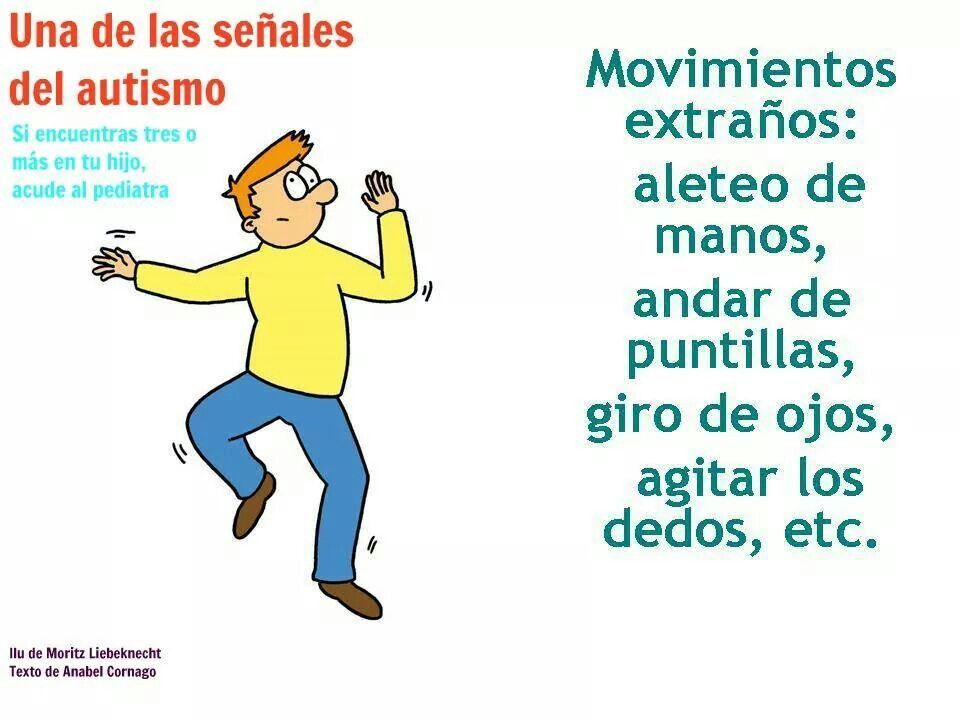 Una de las señales
del autismo
Si encuentras tres o
más en tu hijo,
acude al pediatra
Movimientos
extraños:
aleteo de
manos,
andar de
puntillas,
giro de ojos,
agitar los
dedos, etc.
Ilu de Moritz Liebeknecht
Texto de Anabel Cornago